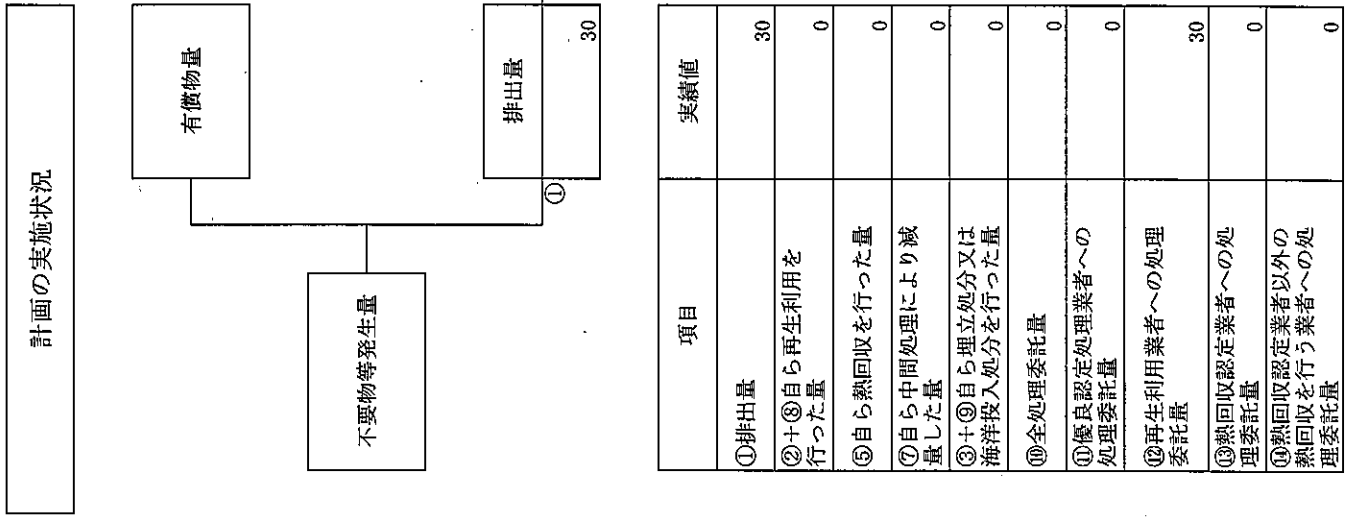 計画の実施状況
有償物量
不要物等発生量
排出量
①
30
項目
実績値
①排出量
30
②+⑧自ら再生利用を
行った量
0
⑤自ら熱回収を行った量
0
⑦自ら中間処理により減
量した量
0
③+⑨自ら埋立処分又は
海洋投入処分を行った量
0
⑩全処理委託量
0
⑪優良認定処理業者への
処理委託量
0
⑫再生利用業者への処理
委託量
30
⑬熱回収認定業者への処
理委託量
0
⑭熱回収認定業者以外の
熱回収を行う業者への処
理委託量
0